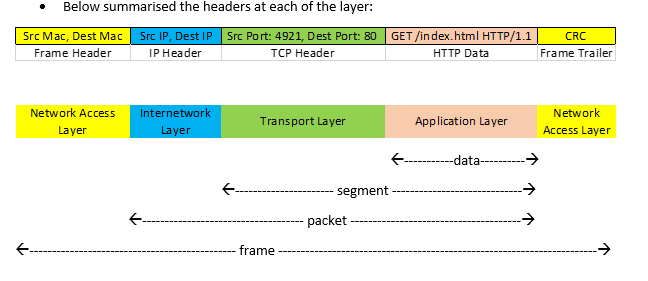 • Below summarised the headers at each of the layer:
Src Mac, Dest Mac Src IP, Dest IP Src Port: 4921, Dest Port: 80 GET /index.html HTTP/1.1 CRC
Frame Header IP Header TCP Header HTTP Data Frame Trailer
Network Access Internetwork Transport Layer Application Layer Network
Layer Layer Access Layer
data
segment
packet
frame